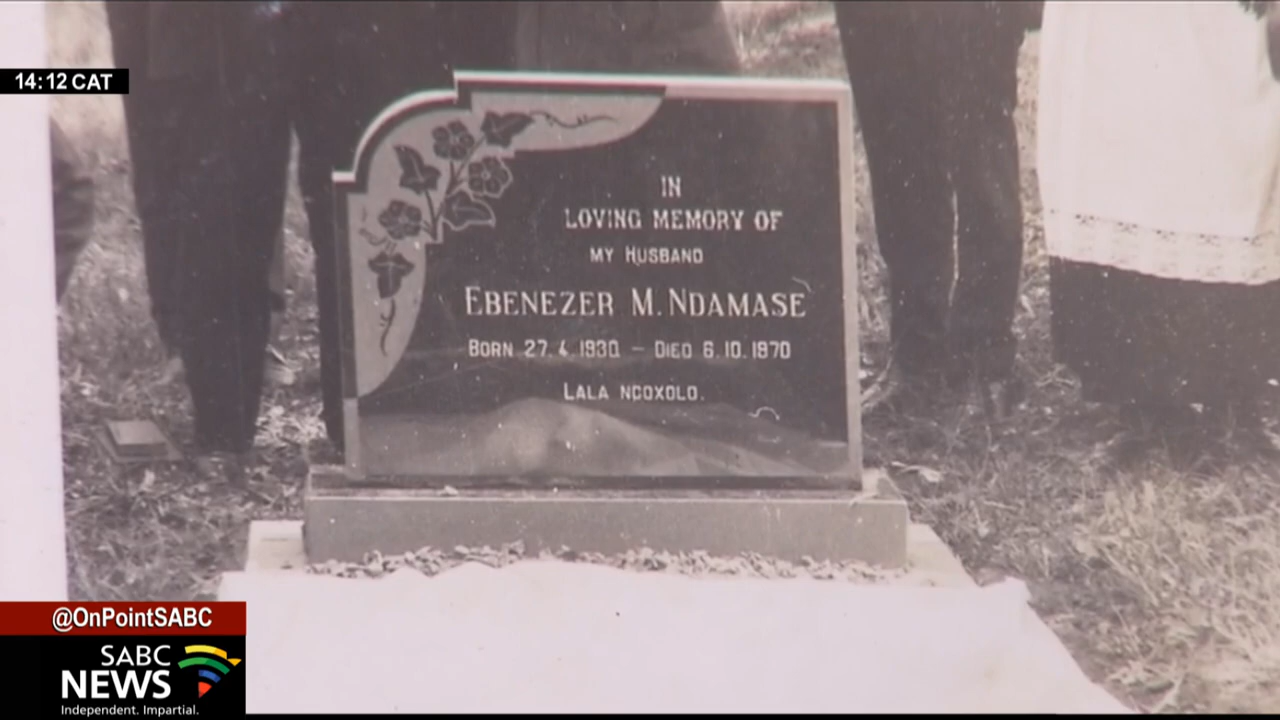 14:12 CAT
IN
LOVING MEMORY OF
MY HUSBAND
EBENEZER M. NDAMASE
BORN 27.4.1930 – DIED 6.10.1970
LALA NGOXOLO.
@OnPointSABC
SABC
NEWS
Independent. Impartial.